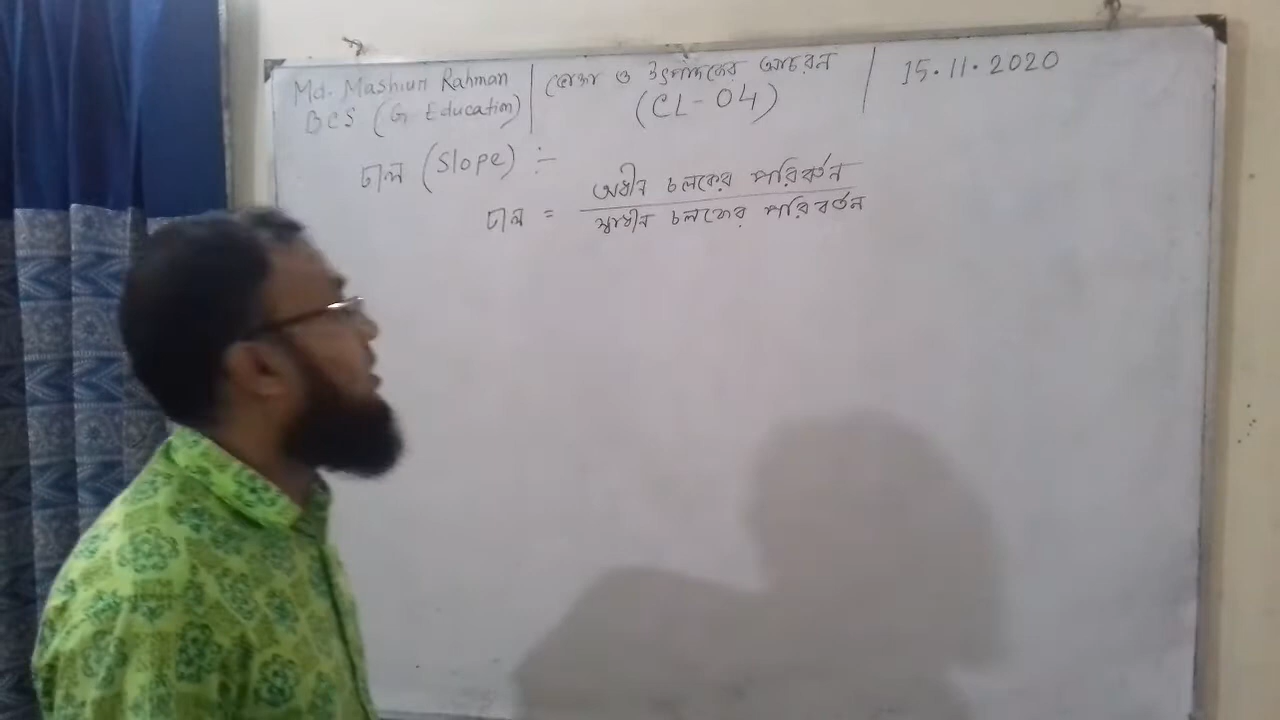 Md. Mashiur Rahman | ভোক্তা ও উৎপাদকের আচরন | 15.11.2020
BCS (G Education) | (CL-04)
ঢাল (Slope) ÷
ঢাল = অধীন চলকের পরিবর্তন
স্বাধীন চলকের পরিবর্তন